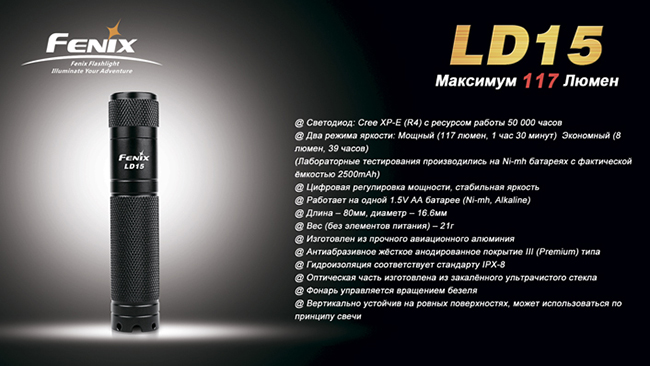 FENIX
Fenix Flashlight
Illuminate Your Adventure
LD15
Максимум 117 Люмен
FENIX
LD15
@ Светодиод: Cree XP-E (R4) с ресурсом работы 50 000 часов
@ Два режима яркости: Мощный (117 люмен, 1 час 30 минут) Экономный (8
люмен, 39 часов)
(Лабораторные тестирования производились на Ni-mh батареях с фактической
ёмкостью 2500mAh)
@ Цифровая регулировка мощности, стабильная яркость
@ Работает на одной 1.5V AA батарее (Ni-mh, Alkaline)
@ Длина – 80мм, диаметр – 16.6мм
@ Вес (без элементов питания) – 21г
@ Изготовлен из прочного авиационного алюминия
@ Антиабразивное жёсткое анодированное покрытие III (Premium) типа
@ Гидроизоляция соответствует стандарту IPX-8
@ Оптическая часть изготовлена из закалённого ультрачистого стекла
@ Фонарь управляется вращением безеля
@ Вертикально устойчив на ровных поверхностях, может использоваться по
принципу свечи